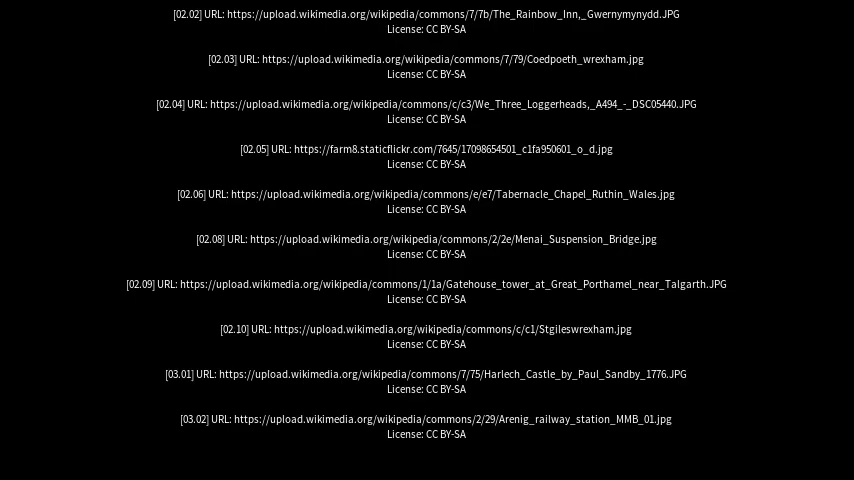 [02.02] URL: https://upload.wikimedia.org/wikipedia/commons/7/7b/The_Rainbow_Inn,_Gwernymynydd.JPG
License: CC BY-SA
[02.03] URL: https://upload.wikimedia.org/wikipedia/commons/7/79/Coedpoeth_wrexham.jpg
License: CC BY-SA
[02.04] URL: https://upload.wikimedia.org/wikipedia/commons/c/c3/We_Three_Loggerheads,_A494_-_DSC05440.JPG
License: CC BY-SA
[02.05] URL: https://farm8.staticflickr.com/7645/17098654501_c1fa950601_o_d.jpg
License: CC BY-SA
[02.06] URL: https://upload.wikimedia.org/wikipedia/commons/e/e7/Tabernacle_Chapel_Ruthin_Wales.jpg
License: CC BY-SA
[02.08] URL: https://upload.wikimedia.org/wikipedia/commons/2/2e/Menai_Suspension_Bridge.jpg
License: CC BY-SA
[02.09] URL: https://upload.wikimedia.org/wikipedia/commons/1/1a/Gatehouse_tower_at_Great_Porthamel_near_Talgarth.JPG
License: CC BY-SA
[02.10] URL: https://upload.wikimedia.org/wikipedia/commons/c/c1/Stgileswrexham.jpg
License: CC BY-SA
[03.01] URL: https://upload.wikimedia.org/wikipedia/commons/7/75/Harlech_Castle_by_Paul_Sandby_1776.JPG
License: CC BY-SA
[03.02] URL: https://upload.wikimedia.org/wikipedia/commons/2/29/Arenig_railway_station_MMB_01.jpg
License: CC BY-SA